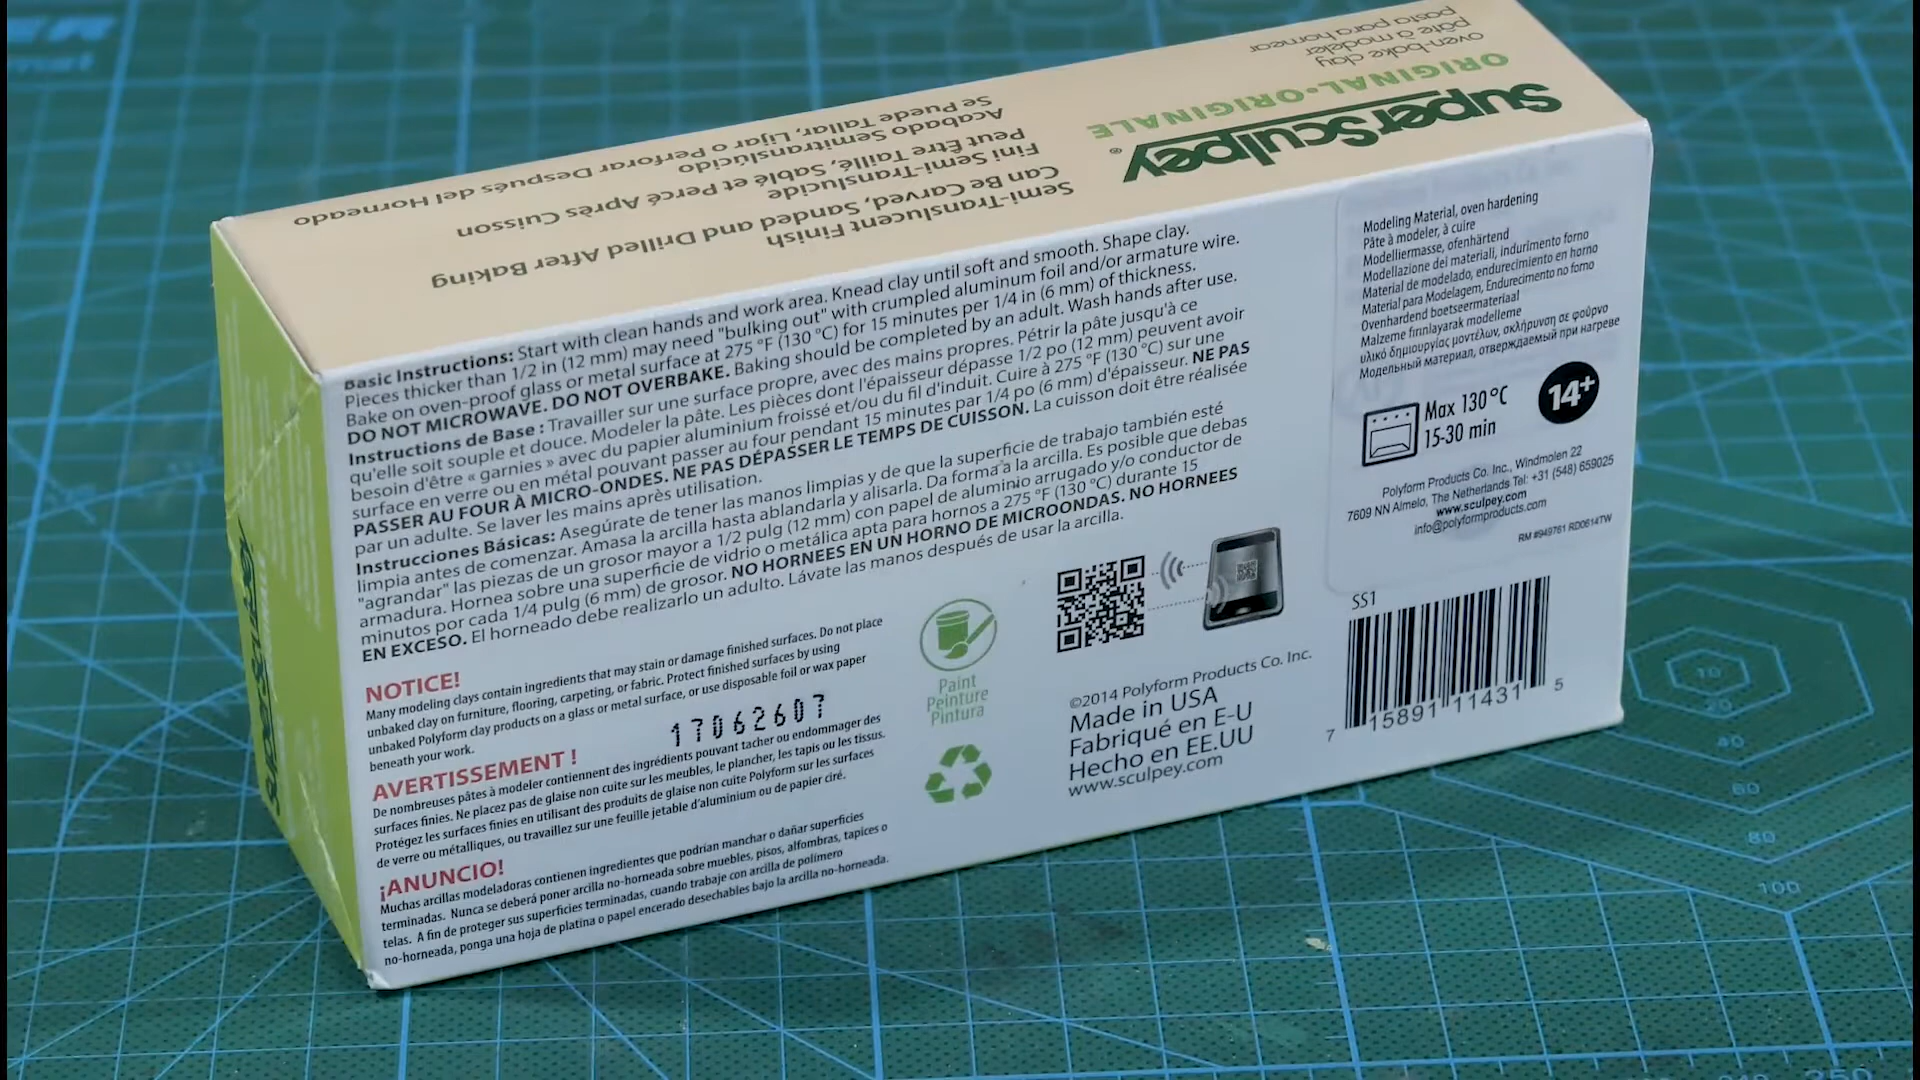 oven-bake clay
pâte à modeler
pasta para hornear
ORIGINAL•ORIGINALE
SuperSculpey®
Semi-Translucent Finish
Can Be Carved, Sanded and Drilled After Baking
Fini Semi-Translucide
Peut Être Taillé, Sablé et Percé Après Cuisson
Acabado Semitranslúcido
Se Puede Tallar, Lijar o Perforar Después del Horneado
Basic Instructions: Start with clean hands and work area. Knead clay until soft and smooth. Shape clay.
Pieces thicker than 1/2 in (12 mm) may need "bulking out" with crumpled aluminum foil and/or armature wire.
Bake on oven-proof glass or metal surface at 275 °F (130 °C) for 15 minutes per 1/4 in (6 mm) of thickness.
DO NOT MICROWAVE. DO NOT OVERBAKE. Baking should be completed by an adult. Wash hands after use.
Instructions de Base : Travailler sur une surface propre, avec des mains propres. Pétrir la pâte jusqu'à ce
qu'elle soit souple et douce. Modeler la pâte. Les pièces dont l'épaisseur dépasse 1/2 po (12 mm) peuvent avoir
besoin d'être « garnies » avec du papier aluminium froissé et/ou du fil d'induit. Cuire à 275 °F (130 °C) sur une
surface en verre ou en métal pouvant passer au four pendant 15 minutes par 1/4 po (6 mm) d'épaisseur. NE PAS
PASSER AU FOUR À MICRO-ONDES. NE PAS DÉPASSER LE TEMPS DE CUISSON. La cuisson doit être réalisée
par un adulte. Se laver les mains après utilisation.
Instrucciones Básicas: Asegúrate de tener las manos limpias y de que la superficie de trabajo también esté
limpia antes de comenzar. Amasa la arcilla hasta ablandarla y alisarla. Da forma a la arcilla. Es posible que debas
"agrandar" las piezas de un grosor mayor a 1/2 pulg (12 mm) con papel de aluminio arrugado y/o conductor de
armadura. Hornea sobre una superficie de vidrio o metálica apta para hornos a 275 °F (130 °C) durante 15
minutos por cada 1/4 pulg (6 mm) de grosor. NO HORNEES EN UN HORNO DE MICROONDAS. NO HORNEES
EN EXCESO. El horneado debe realizarlo un adulto. Lávate las manos después de usar la arcilla.
NOTICE!
Many modeling clays contain ingredients that may stain or damage finished surfaces. Do not place
unbaked clay on furniture, flooring, carpeting, or fabric. Protect finished surfaces by using
unbaked Polyform clay products on a glass or metal surface, or use disposable foil or wax paper
beneath your work.
17062607
AVERTISSEMENT !
De nombreuses pâtes à modeler contiennent des ingrédients pouvant tacher ou endommager des
surfaces finies. Ne placez pas de glaise non cuite sur les meubles, le plancher, les tapis ou les tissus.
Protégez les surfaces finies en utilisant des produits de glaise non cuite Polyform sur les surfaces
de verre ou métalliques, ou travaillez sur une feuille jetable d'aluminium ou de papier ciré.
¡ANUNCIO!
Muchas arcillas modeladoras contienen ingredientes que podrían manchar o dañar superficies
terminadas. Nunca se deberá poner arcilla no-horneada sobre muebles, pisos, alfombras, tapices o
telas. A fin de proteger sus superficies terminadas, cuando trabaje con arcilla de polímero
no-horneada, ponga una hoja de platina o papel encerado desechables bajo la arcilla no-horneada.
Paint
Peinture
Pintura
©2014 Polyform Products Co. Inc.
Made in USA
Fabriqué en E-U
Hecho en EE.UU
www.sculpey.com
Modeling Material, oven hardening
Pâte à modeler, à cuire
Modelliermasse, ofenhärtend
Modellazione dei materiali, indurimento forno
Material de modelado, endurecimiento en horno
Material para Modelagem, Endurecimento no forno
Ovenhardend boetseermateriaal
Malzeme fırınlayarak modelleme
υλικό δημιουργίας μοντέλων, σκλήρυνση σε φούρνο
Модельный материал, отверждаемый при нагреве
Max 130°C
15-30 min
14+
Polyform Products Co. Inc., Windmolen 22
7609 NN Almelo, The Netherlands Tel: +31 (548) 659025
www.sculpey.com
info@polyformproducts.com
RM #949761 RD0614TW
SS1
7 15891 11431 5
10
20
40
60
80
100
350